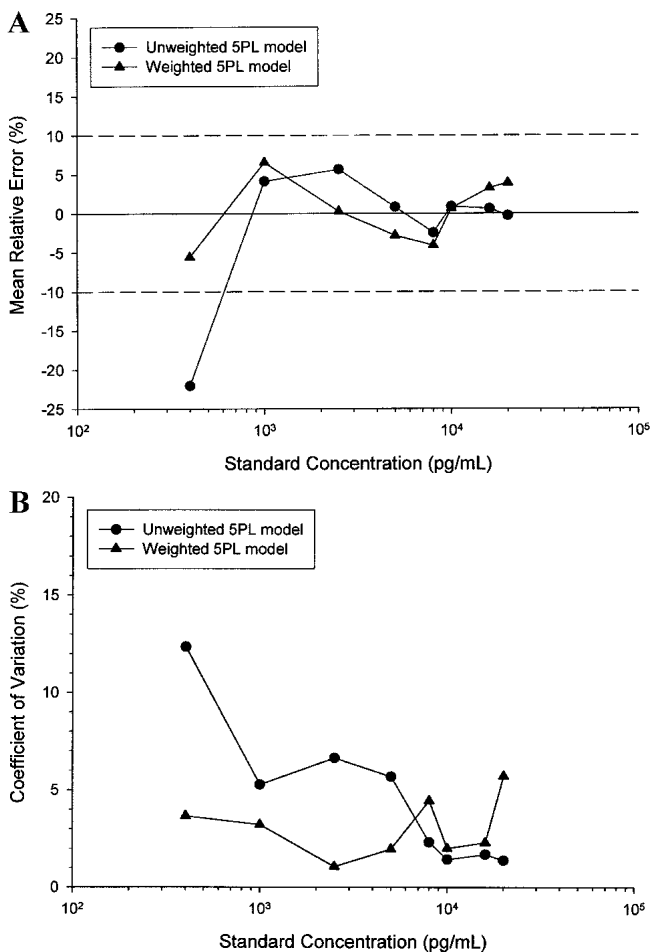 A
Unweighted 5PL model
Weighted 5PL model
Mean Relative Error (%)
25
20
15
10
5
0
-5
-10
-15
-20
-25
10² 10³ 10⁴ 10⁵
Standard Concentration (pg/mL)
B
Unweighted 5PL model
Weighted 5PL model
Coefficient of Variation (%)
20
15
10
5
0
10² 10³ 10⁴ 10⁵
Standard Concentration (pg/mL)